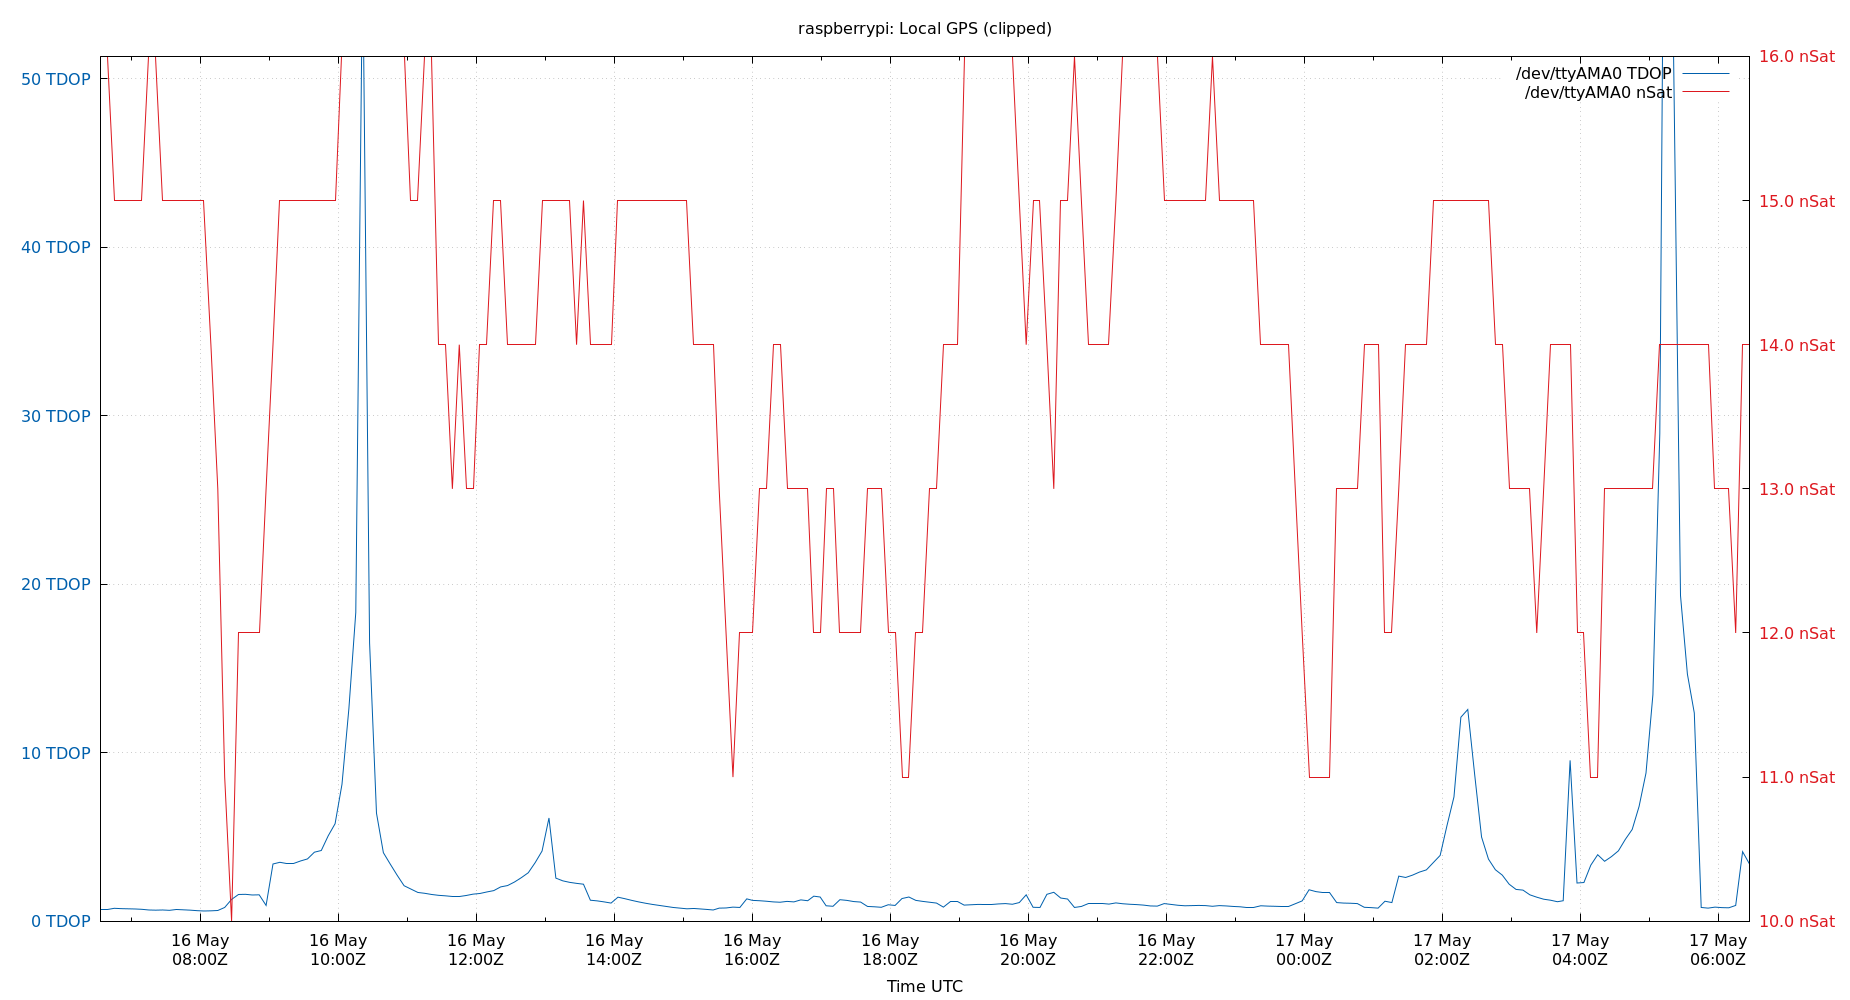 raspberrypi: Local GPS (clipped)
/dev/ttyAMA0 TDOP
/dev/ttyAMA0 nSat
50 TDOP
40 TDOP
30 TDOP
20 TDOP
10 TDOP
0 TDOP
16.0 nSat
15.0 nSat
14.0 nSat
13.0 nSat
12.0 nSat
11.0 nSat
10.0 nSat
16 May
08:00Z
16 May
10:00Z
16 May
12:00Z
16 May
14:00Z
16 May
16:00Z
16 May
18:00Z
16 May
20:00Z
16 May
22:00Z
17 May
00:00Z
17 May
02:00Z
17 May
04:00Z
17 May
06:00Z
Time UTC